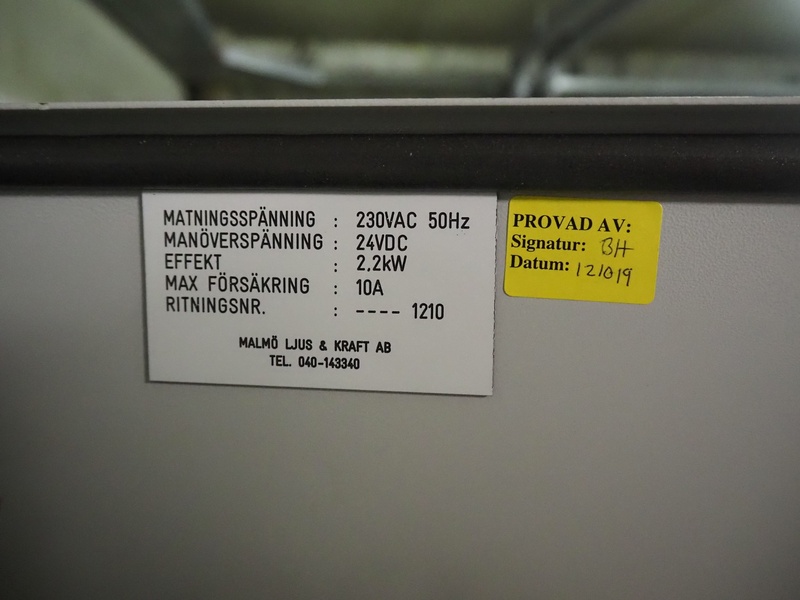 MATNINGSSPÄNNING : 230VAC 50Hz
MANÖVERSPÄNNING : 24VDC
EFFEKT : 2,2kW
MAX FÖRSÄKRING : 10A
RITNINGSNR. : ---- 1210
MALMÖ LJUS & KRAFT AB
TEL. 040-143340
PROVAD AV:
Signatur: BH
Datum: 121019